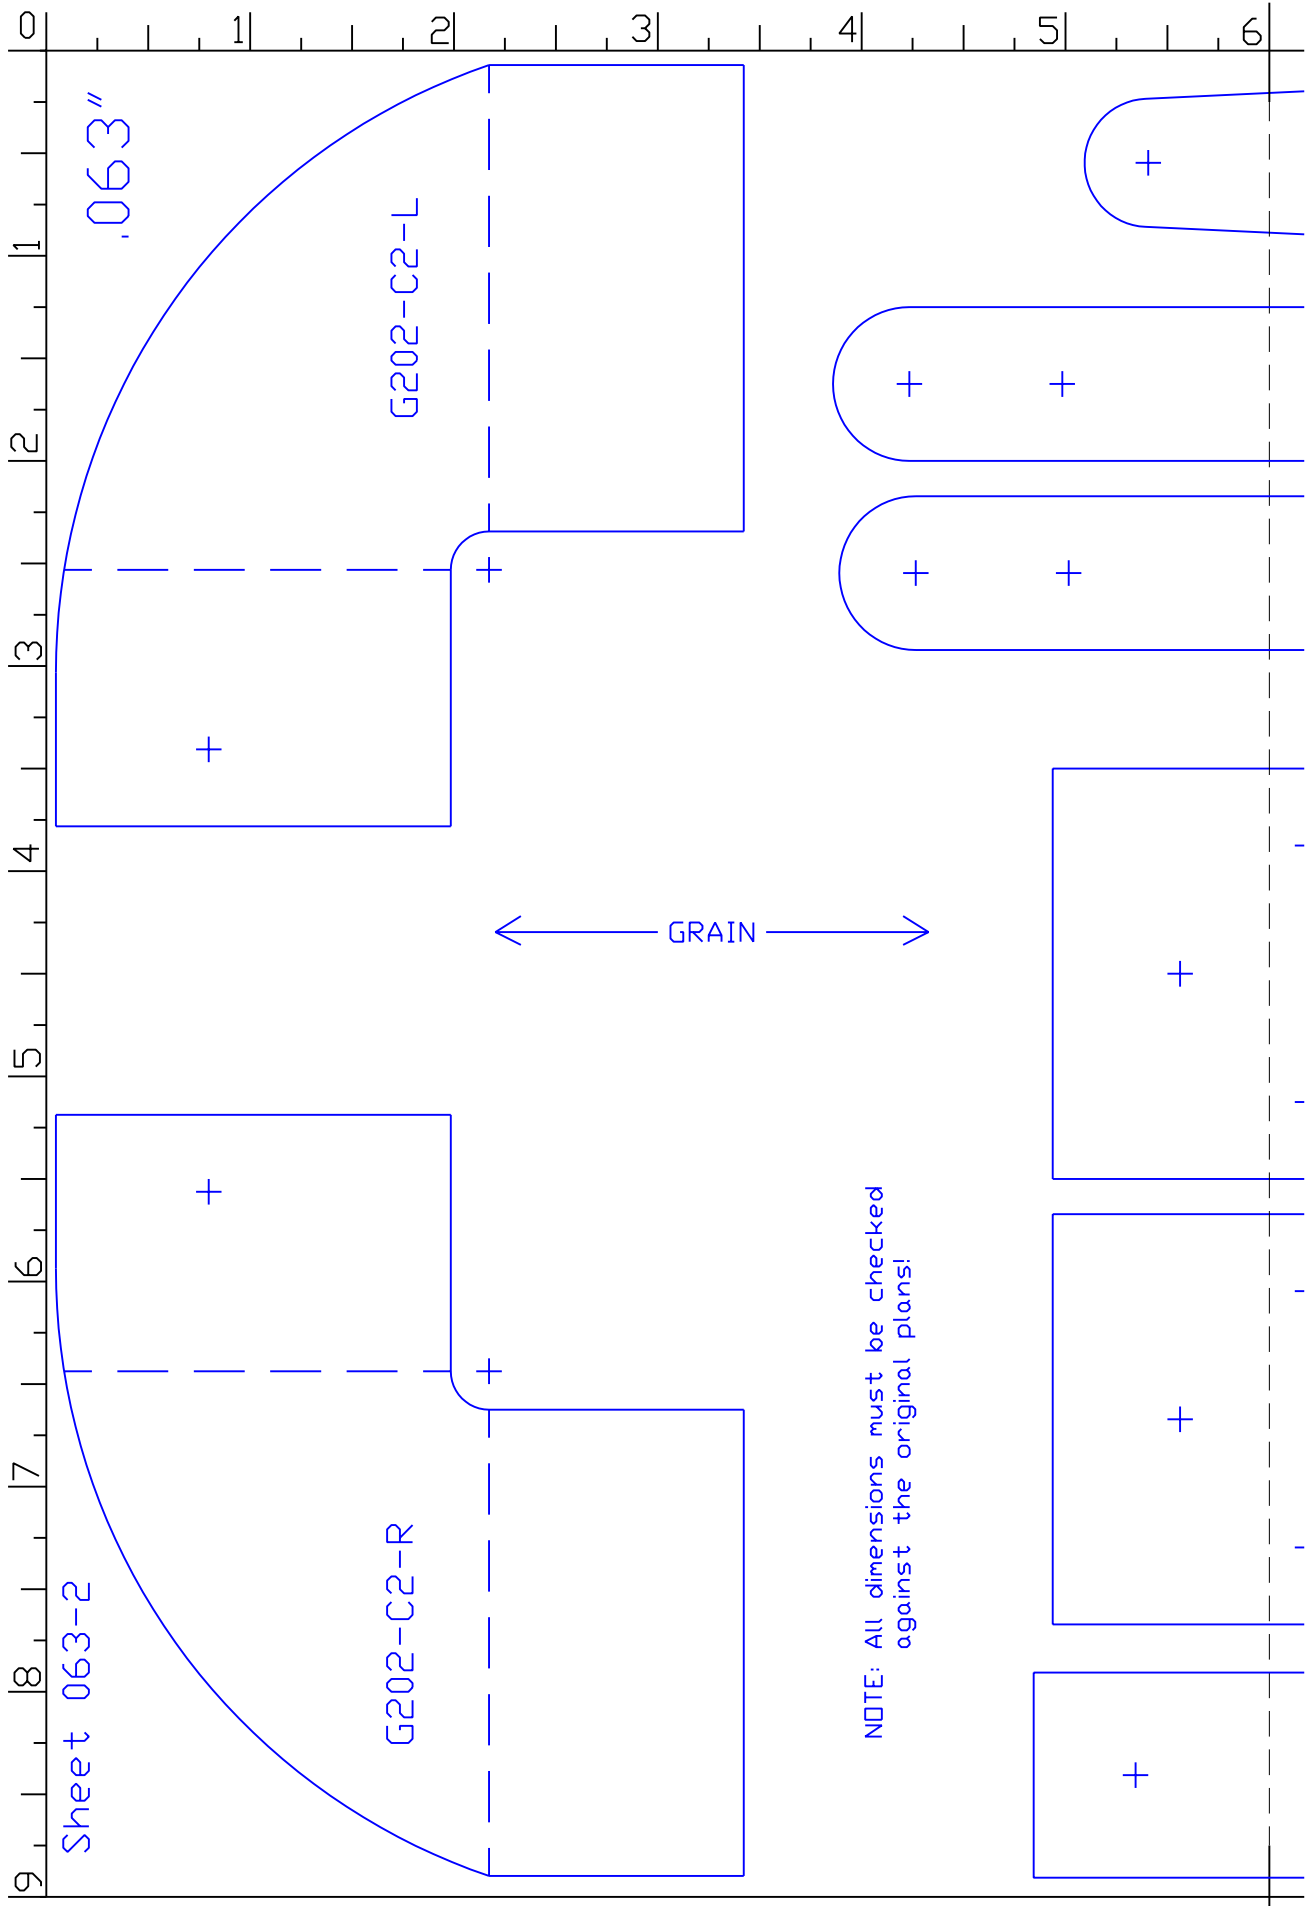 0 1 2 3 4 5 6
1
2
3
4
5
6
7
8
9
.063"
G202-C2-L
GRAIN
G202-C2-R
Sheet 063-2
NOTE: All dimensions must be checked
against the original plans!